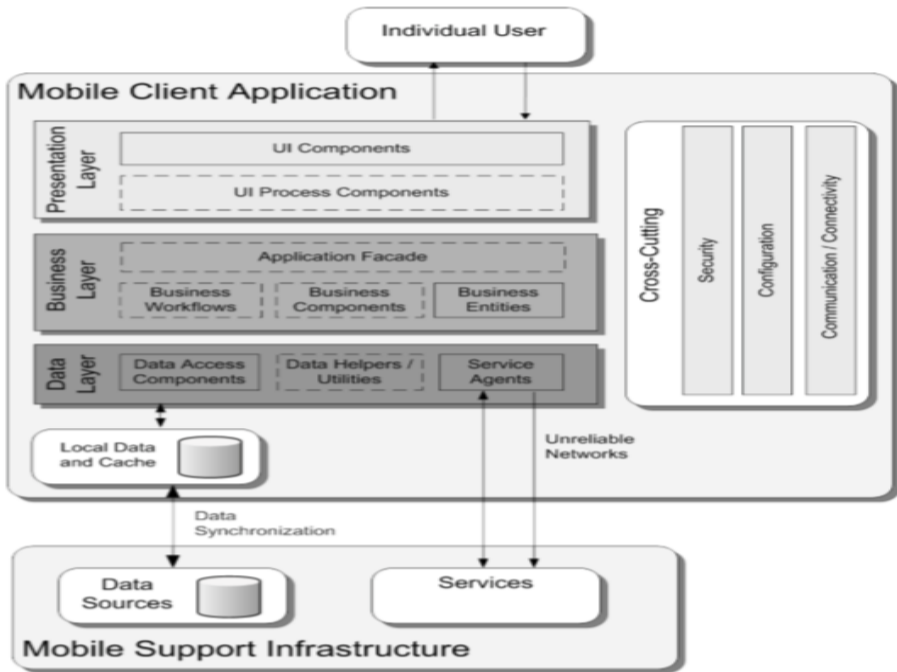 Individual User
Mobile Client Application
Presentation
Layer
UI Components
UI Process Components
Business
Layer
Application Facade
Business
Workflows
Business
Components
Business
Entities
Data
Layer
Data Access
Components
Data Helpers /
Utilities
Service
Agents
Cross-Cutting
Security
Configuration
Communication / Connectivity
Local Data
and Cache
Unreliable
Networks
Data
Synchronization
Data
Sources
Services
Mobile Support Infrastructure